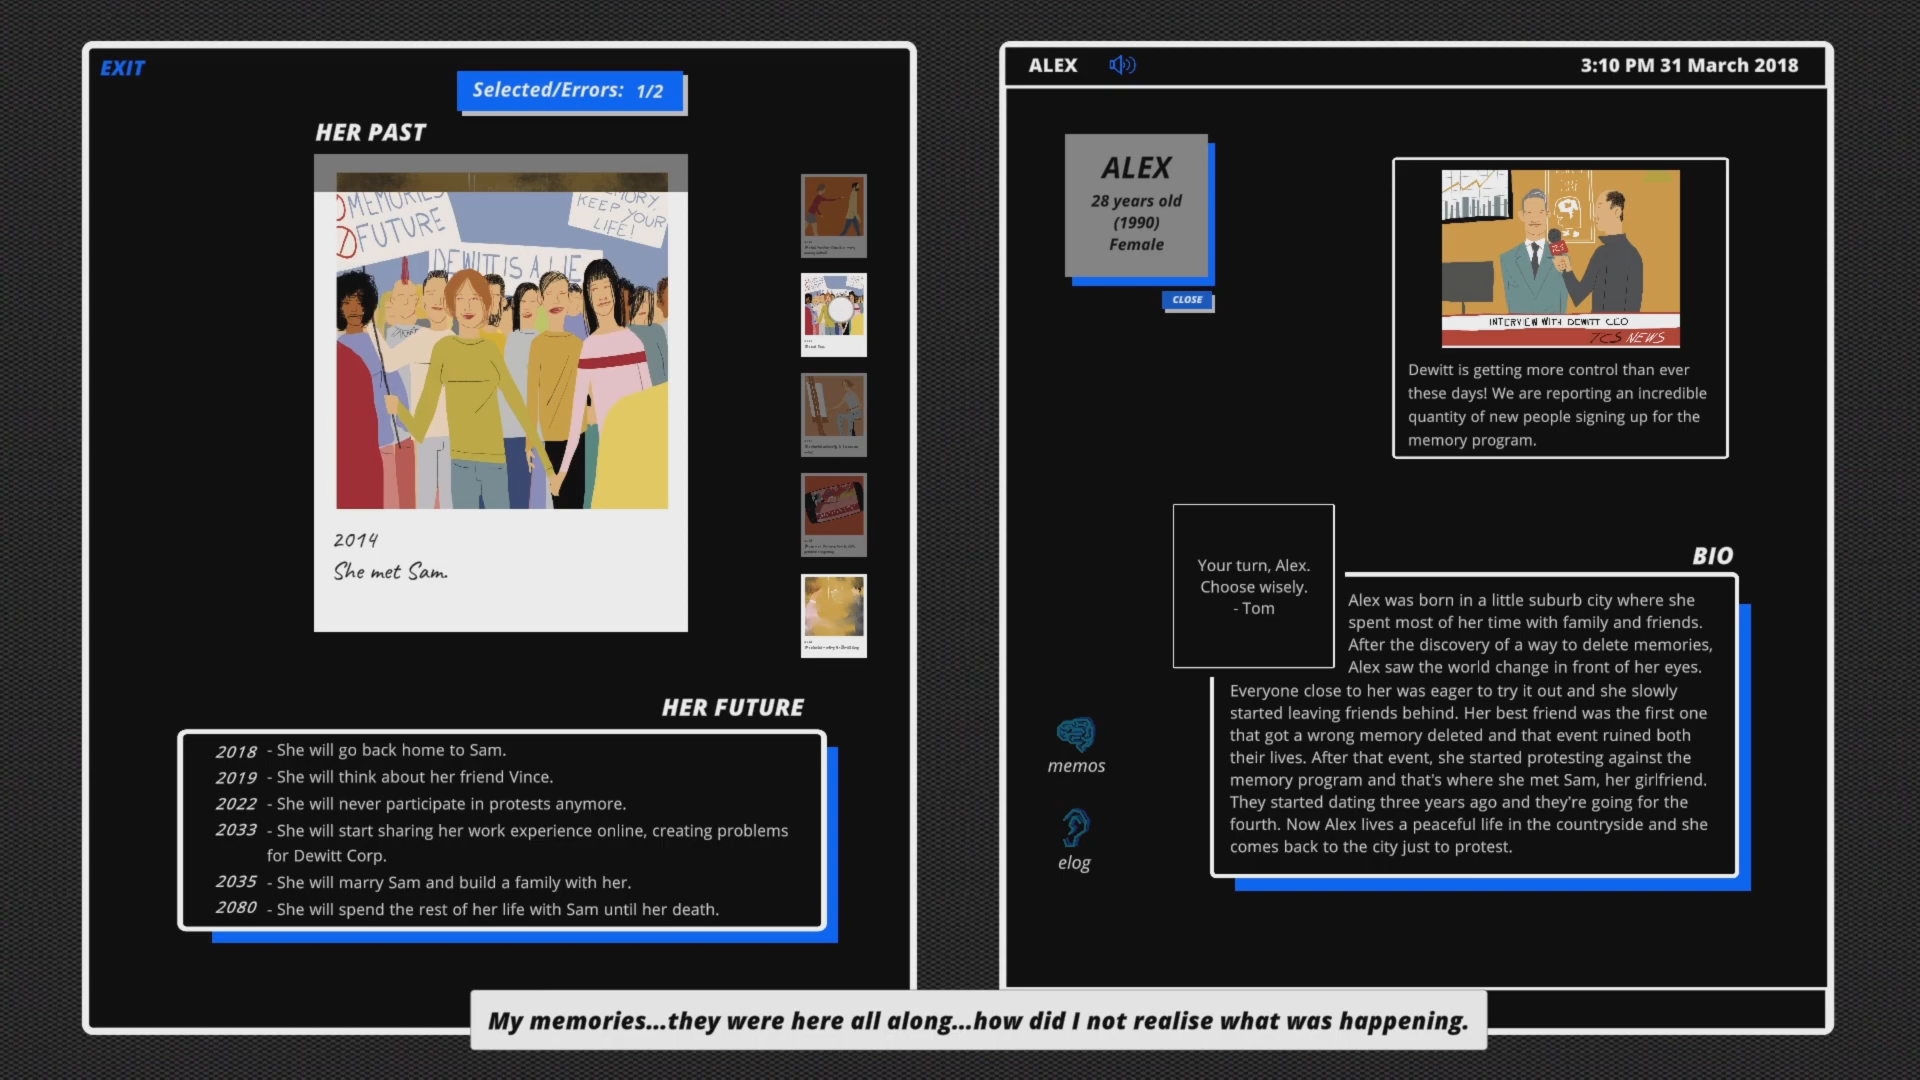 EXIT
Selected/Errors: 1/2
HER PAST
MEMORIES
FUTURE
KEEP YOUR
LIFE!
DEWITT IS A LIE
2014
She met Sam.
HER FUTURE
2018 - She will go back home to Sam.
2019 - She will think about her friend Vince.
2022 - She will never participate in protests anymore.
2033 - She will start sharing her work experience online, creating problems
for Dewitt Corp.
2035 - She will marry Sam and build a family with her.
2080 - She will spend the rest of her life with Sam until her death.
ALEX
3:10 PM 31 March 2018
ALEX
28 years old
(1990)
Female
CLOSE
INTERVIEW WITH DEWITT CEO
TCS NEWS
Dewitt is getting more control than ever
these days! We are reporting an incredible
quantity of new people signing up for the
memory program.
Your turn, Alex.
Choose wisely.
- Tom
BIO
Alex was born in a little suburb city where she
spent most of her time with family and friends.
After the discovery of a way to delete memories,
Alex saw the world change in front of her eyes.
Everyone close to her was eager to try it out and she slowly
started leaving friends behind. Her best friend was the first one
that got a wrong memory deleted and that event ruined both
their lives. After that event, she started protesting against the
memory program and that's where she met Sam, her girlfriend.
They started dating three years ago and they're going for the
fourth. Now Alex lives a peaceful life in the countryside and she
comes back to the city just to protest.
memos
elog
My memories...they were here all along...how did I not realise what was happening.